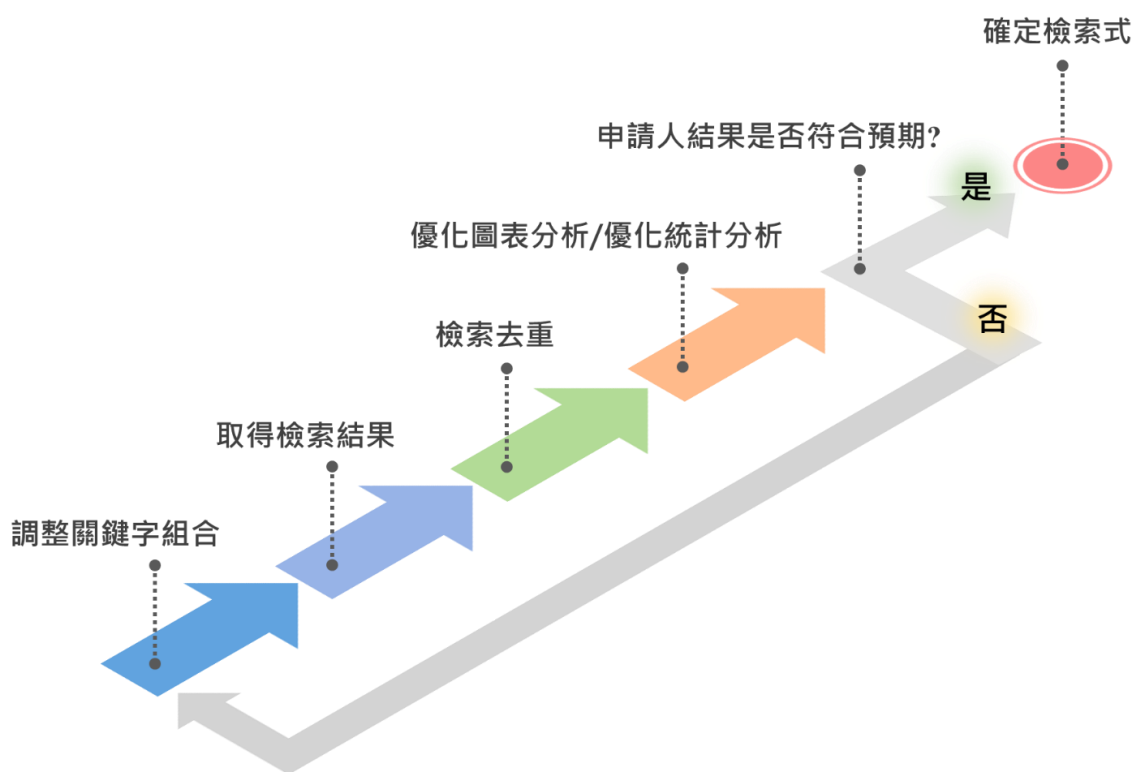 確定檢索式
申請人結果是否符合預期?
是
優化圖表分析/優化統計分析
否
檢索去重
取得檢索結果
調整關鍵字組合